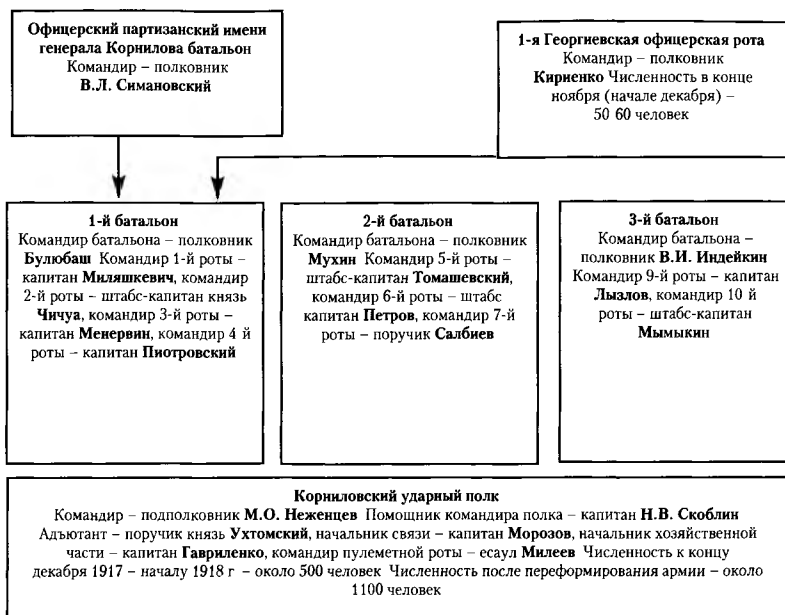 Офицерский партизанский имени
генерала Корнилова батальон
Командир – полковник
В.Л. Симановский
1-я Георгиевская офицерская рота
Командир – полковник
Кириенко Численность в конце
ноября (начале декабря) –
50 60 человек
1-й батальон
Командир батальона – полковник
Булюбаш Командир 1-й роты –
капитан Миляшкевич, командир
2-й роты – штабс-капитан князь
Чичуа, командир 3-й роты –
капитан Менервин, командир 4 й
роты – капитан Пиотровский
2-й батальон
Командир батальона – полковник
Мухин Командир 5-й роты –
штабс-капитан Томашевский,
командир 6-й роты – штабс
капитан Петров, командир 7-й
роты – поручик Салбиев
3-й батальон
Командир батальона –
полковник В.И. Индейкин
Командир 9-й роты – капитан
Лызлов, командир 10 й
роты – штабс-капитан
Мымыкин
Корниловский ударный полк
Командир – подполковник М.О. Неженцев Помощник командира полка – капитан Н.В. Скоблин
Адъютант – поручик князь Ухтомский, начальник связи – капитан Морозов, начальник хозяйственной
части – капитан Гавриленко, командир пулеметной роты – есаул Милеев Численность к концу
декабря 1917 – началу 1918 г – около 500 человек Численность после переформирования армии – около
1100 человек